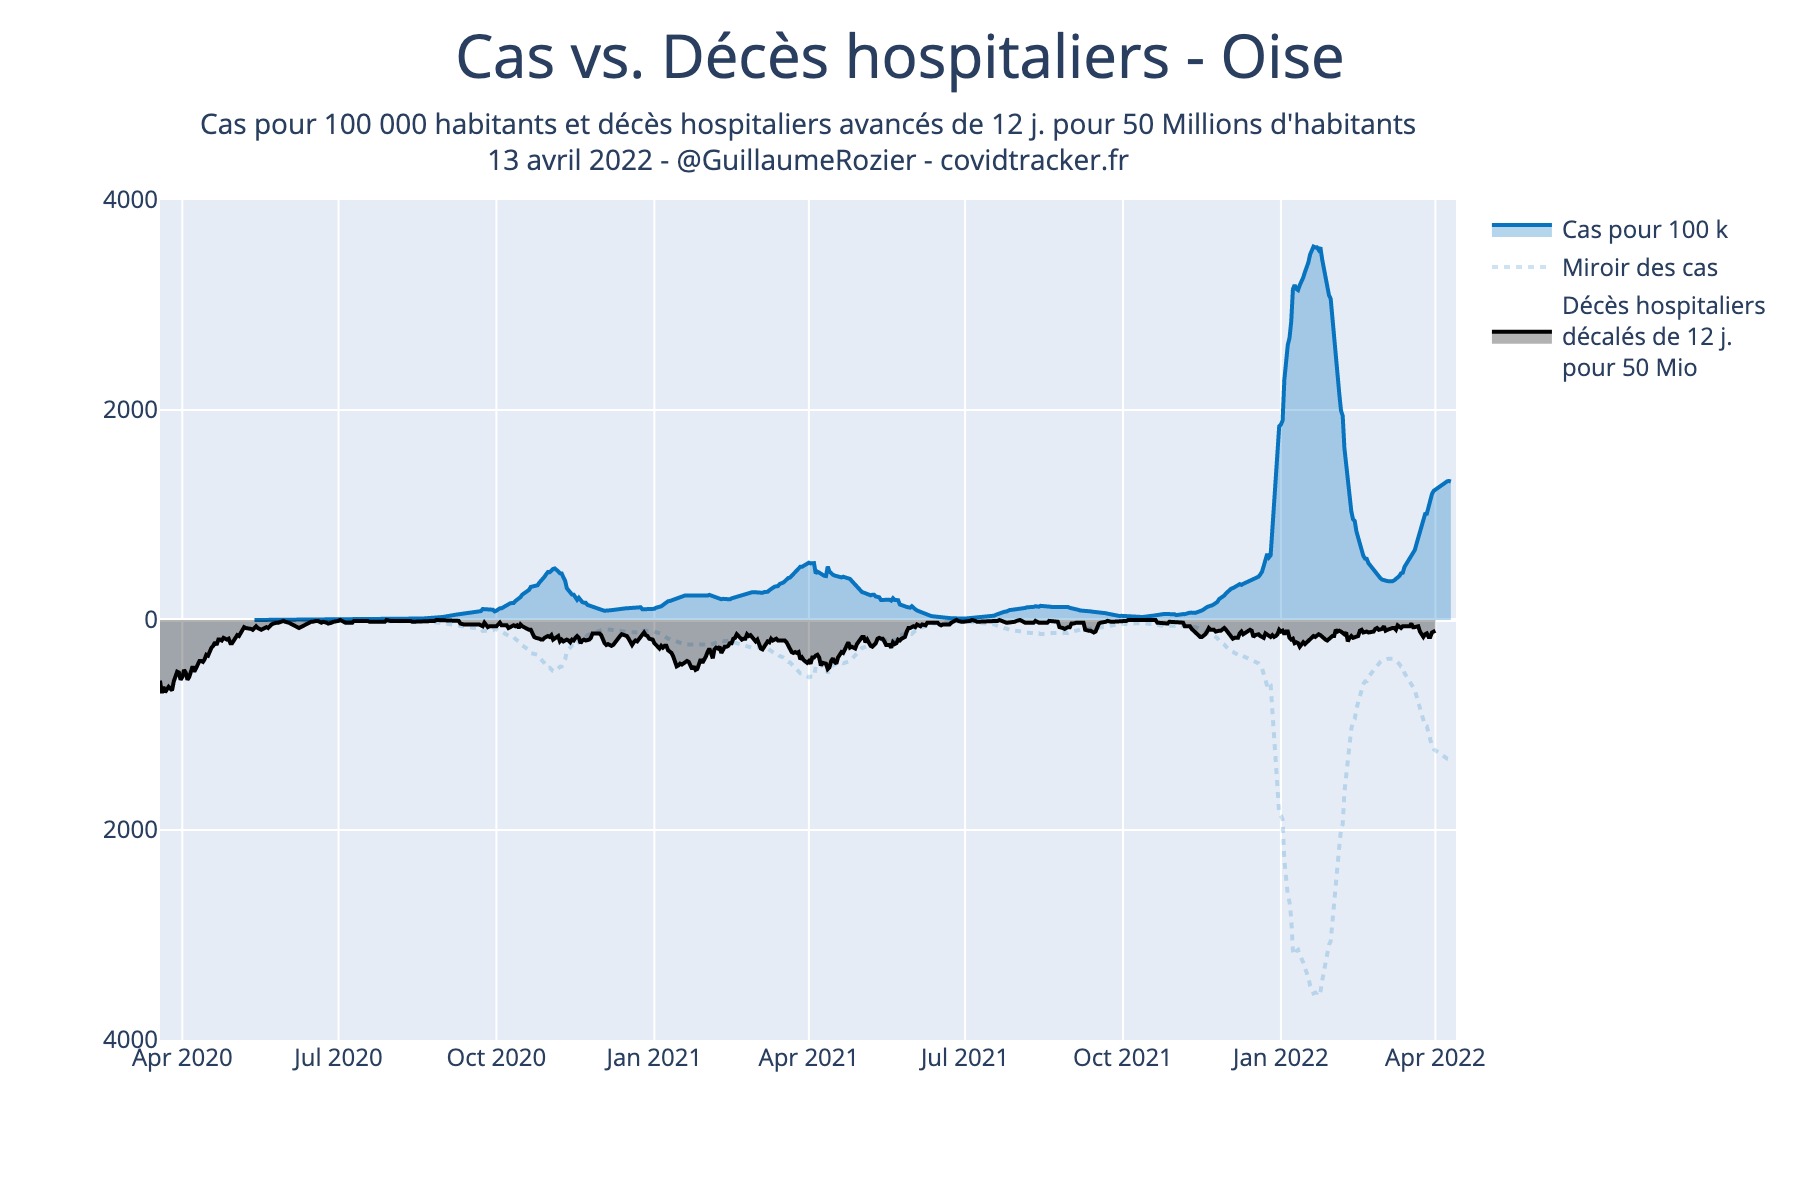 Cas vs. Décès hospitaliers - Oise
Cas pour 100 000 habitants et décès hospitaliers avancés de 12 j. pour 50 Millions d'habitants
13 avril 2022 - @GuillaumeRozier - covidtracker.fr
4000
2000
0
2000
4000
Apr 2020
Jul 2020
Oct 2020
Jan 2021
Apr 2021
Jul 2021
Oct 2021
Jan 2022
Apr 2022
Cas pour 100 k
Miroir des cas
Décès hospitaliers
décalés de 12 j.
pour 50 Mio